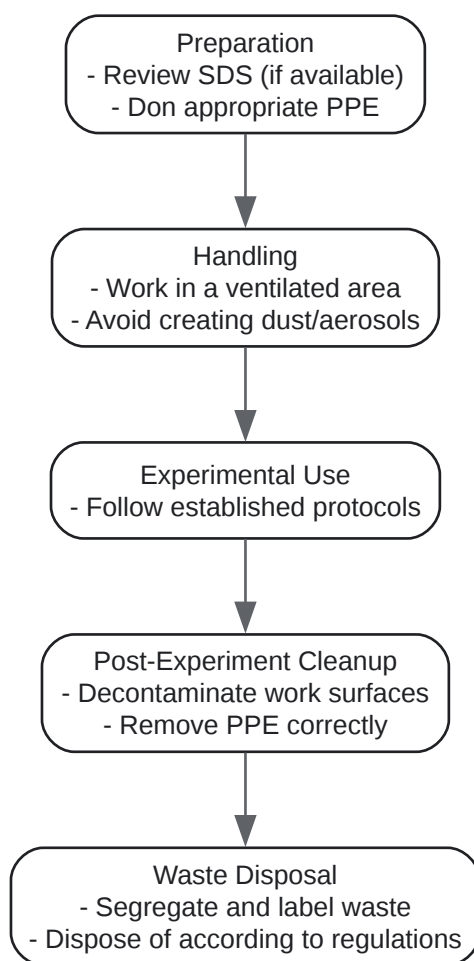 Preparation
- Review SDS (if available)
- Don appropriate PPE
Handling
- Work in a ventilated area
- Avoid creating dust/aerosols
Experimental Use
- Follow established protocols
Post-Experiment Cleanup
- Decontaminate work surfaces
- Remove PPE correctly
Waste Disposal
- Segregate and label waste
- Dispose of according to regulations